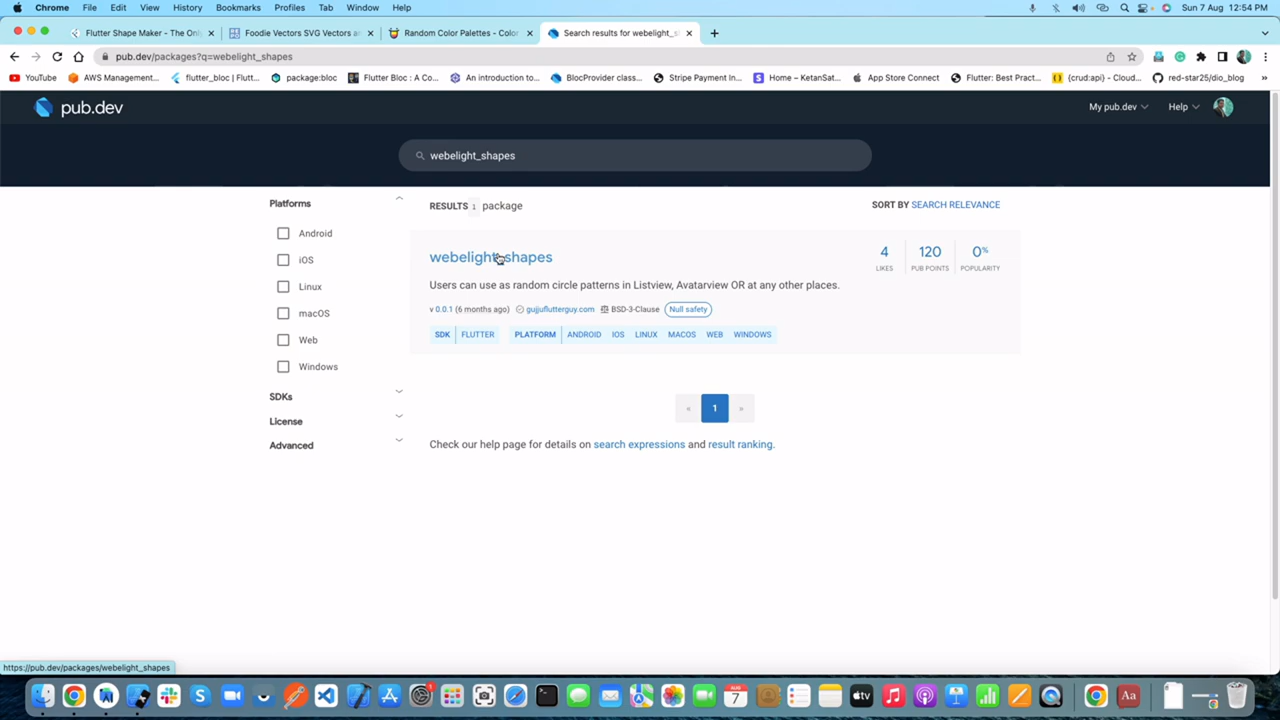 Chrome File Edit View History Bookmarks Profiles Tab Window Help Sun 7 Aug 12:54 PM
Flutter Shape Maker - The Onl Foodie Vectors SVG Vectors an Random Color Palettes - Color Search results for webelight_s
pub.dev/packages?q=webelight_shapes
YouTube AWS Management... flutter_bloc | Flutt... package:bloc Flutter Bloc : A Co... An introduction to... BlocProvider class... Stripe Payment In... Home – KetanSat... App Store Connect Flutter: Best Pract... {crud:api} - Cloud... red-star25/dio_blog »
pub.dev My pub.dev Help
webelight_shapes
Platforms
Android
iOS
Linux
macOS
Web
Windows
SDKs
License
Advanced
RESULTS 1 package SORT BY SEARCH RELEVANCE
webelight_shapes 4 120 0%
LIKES PUB POINTS POPULARITY
Users can use as random circle patterns in Listview, Avatarview OR at any other places.
v 0.0.1 (6 months ago) gujjuflutterguy.com BSD-3-Clause Null safety
SDK FLUTTER PLATFORM ANDROID IOS LINUX MACOS WEB WINDOWS
« 1 »
Check our help page for details on search expressions and result ranking.
https://pub.dev/packages/webelight_shapes